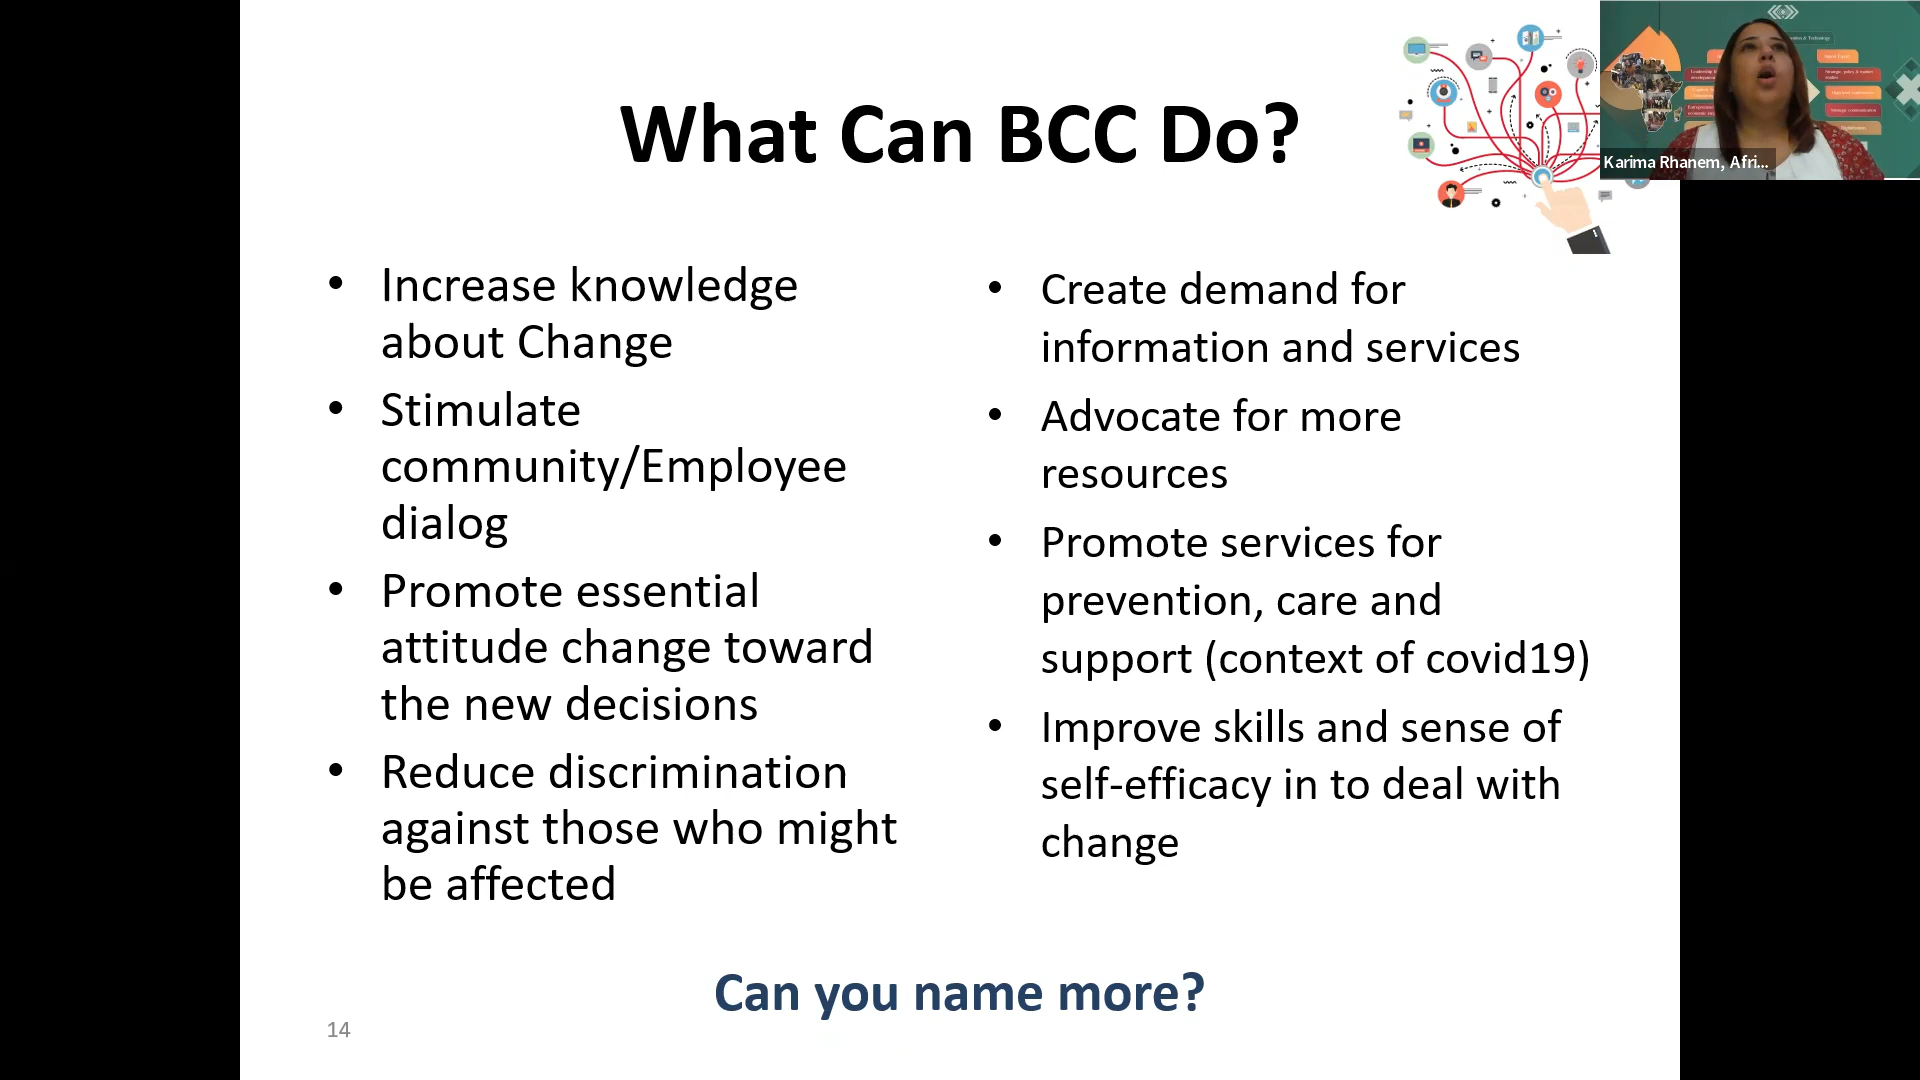 What Can BCC Do?
Karima Rhanem, Afri...
• Increase knowledge
about Change
• Stimulate
community/Employee
dialog
• Promote essential
attitude change toward
the new decisions
• Reduce discrimination
against those who might
be affected
• Create demand for
information and services
• Advocate for more
resources
• Promote services for
prevention, care and
support (context of covid19)
• Improve skills and sense of
self-efficacy in to deal with
change
Can you name more?
14